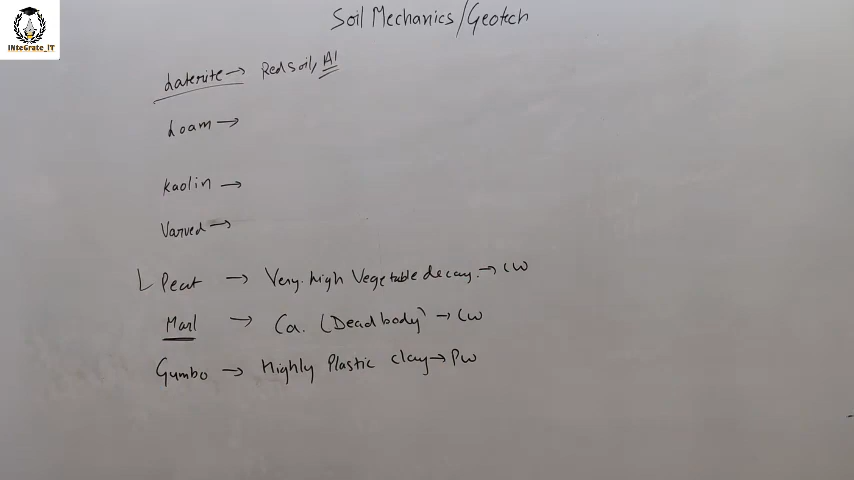 INteGrate_IT
Soil Mechanics/Geotech
Laterite → Red Soil, Al
Loam →
Kaolin →
Varved →
Peat → Very. high Vegetable decay. → CW
Marl → Ca. (Dead body) → CW
Gumbo → Highly Plastic clay → PW